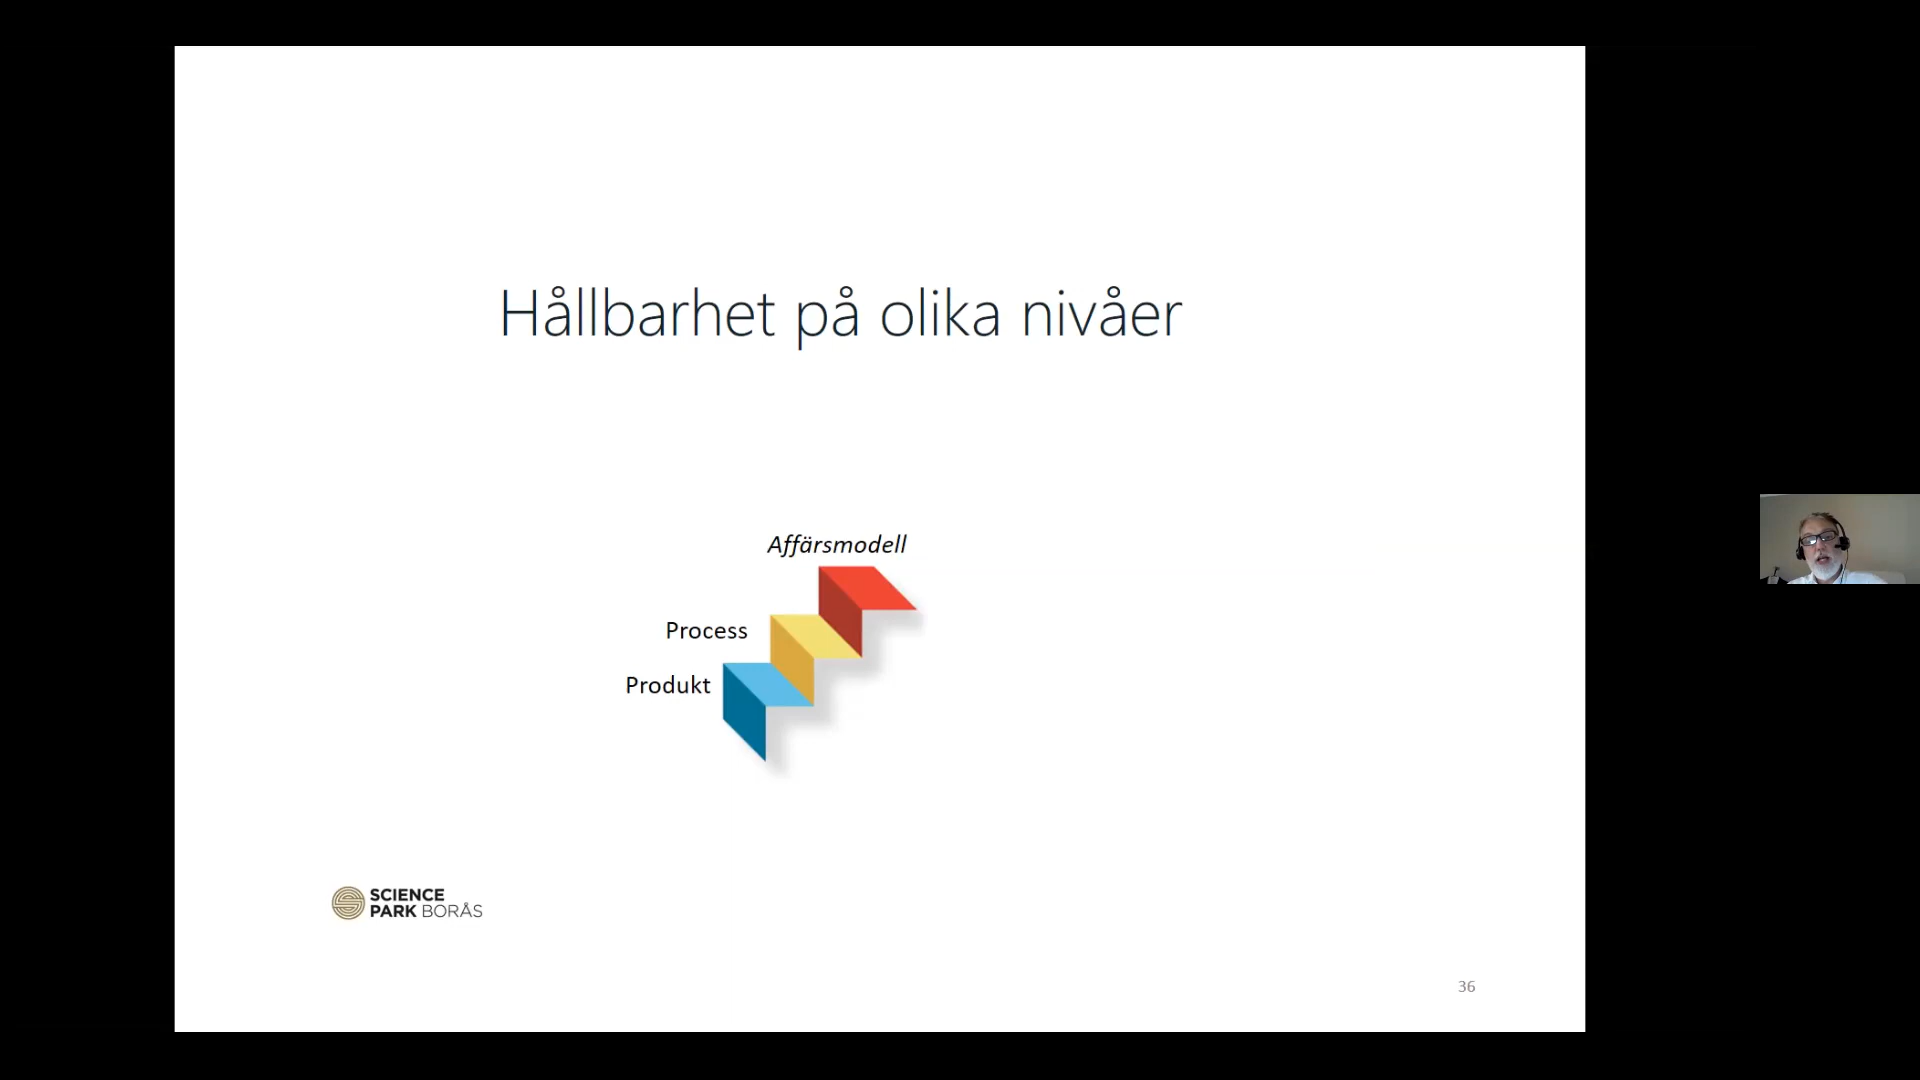 Hållbarhet på olika nivåer
Affärsmodell
Process
Produkt
SCIENCE
PARK BORÅS
36